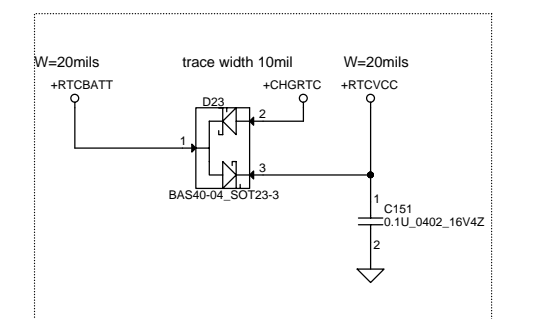 W=20mils
trace width 10mil
W=20mils
+RTCBATT
+CHGRTC
+RTCVCC
D23
2
1
3
BAS40-04_SOT23-3
1
C151
0.1U_0402_16V4Z
2